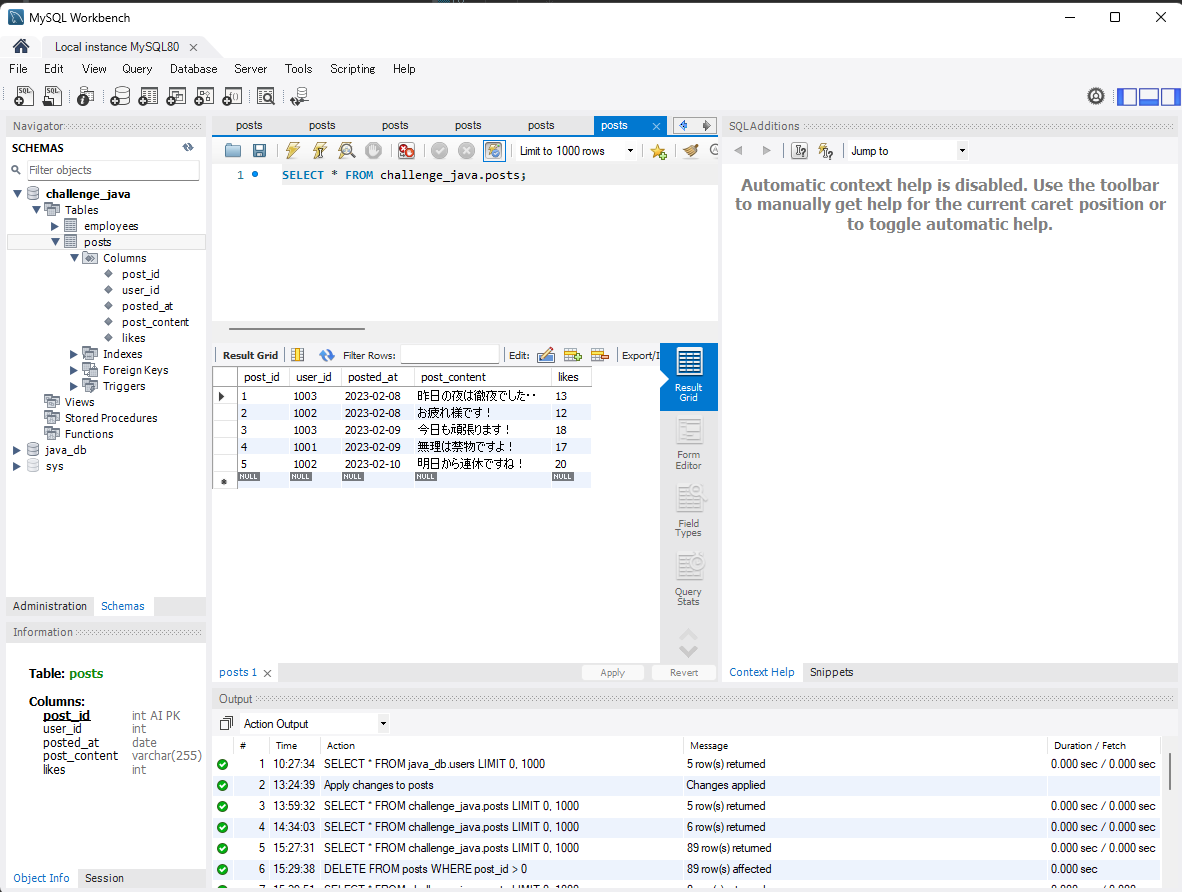 MySQL Workbench
Local instance MySQL80
File Edit View Query Database Server Tools Scripting Help
Navigator
SCHEMAS
Filter objects
challenge_java
Tables
employees
posts
Columns
post_id
user_id
posted_at
post_content
likes
Indexes
Foreign Keys
Triggers
Views
Stored Procedures
Functions
java_db
sys
Administration Schemas
Information
Table: posts
Columns:
post_id int AI PK
user_id int
posted_at date
post_content varchar(255)
likes int
Object Info Session
posts posts posts posts posts posts
Limit to 1000 rows
1 SELECT * FROM challenge_java.posts;
Result Grid Filter Rows: Edit: Export/I
post_id user_id posted_at post_content likes
1 1003 2023-02-08 昨日の夜は徹夜でした・・ 13
2 1002 2023-02-08 お疲れ様です！ 12
3 1003 2023-02-09 今日も頑張ります！ 18
4 1001 2023-02-09 無理は禁物ですよ！ 17
5 1002 2023-02-10 明日から連休ですね！ 20
NULL NULL NULL NULL NULL
Result
Grid
Form
Editor
Field
Types
Query
Stats
posts 1 Apply Revert
SQLAdditions
Jump to
Automatic context help is disabled. Use the toolbar
to manually get help for the current caret position or
to toggle automatic help.
Context Help Snippets
Output
Action Output
# Time Action Message Duration / Fetch
1 10:27:34 SELECT * FROM java_db.users LIMIT 0, 1000 5 row(s) returned 0.000 sec / 0.000 sec
2 13:24:39 Apply changes to posts Changes applied
3 13:59:32 SELECT * FROM challenge_java.posts LIMIT 0, 1000 5 row(s) returned 0.000 sec / 0.000 sec
4 14:34:03 SELECT * FROM challenge_java.posts LIMIT 0, 1000 6 row(s) returned 0.000 sec / 0.000 sec
5 15:27:31 SELECT * FROM challenge_java.posts LIMIT 0, 1000 89 row(s) returned 0.000 sec / 0.000 sec
6 15:29:38 DELETE FROM posts WHERE post_id > 0 89 row(s) affected 0.000 sec